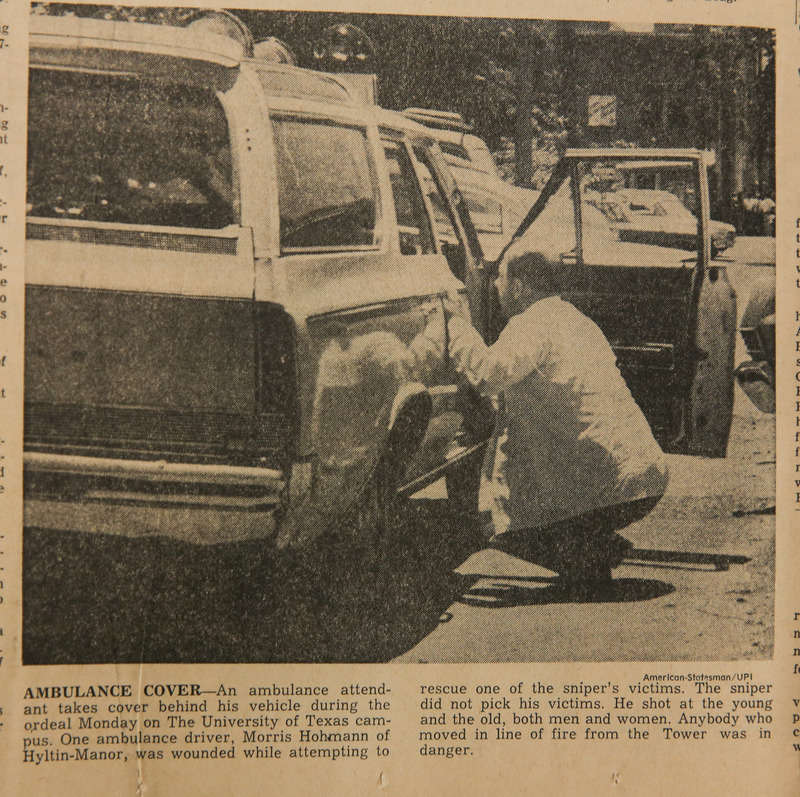 American-Statesman/UPI
AMBULANCE COVER—An ambulance attend-
ant takes cover behind his vehicle during the
ordeal Monday on The University of Texas cam-
pus. One ambulance driver, Morris Hohmann of
Hyltin-Manor, was wounded while attempting to
rescue one of the sniper's victims. The sniper
did not pick his victims. He shot at the young
and the old, both men and women. Anybody who
moved in line of fire from the Tower was in
danger.